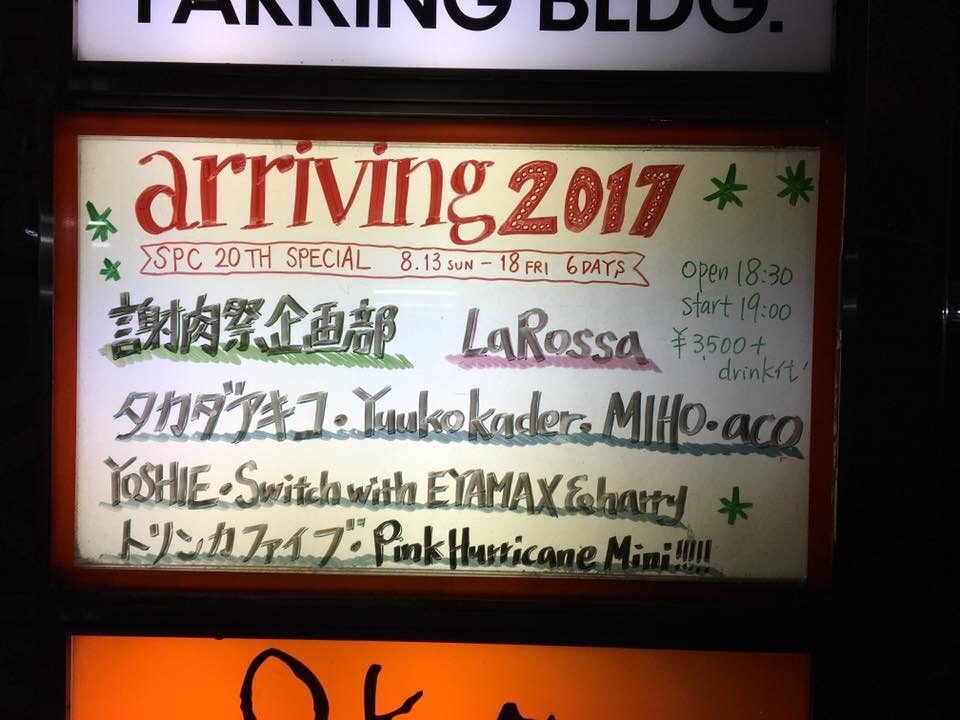 PARKING BLDG.
arriving 2017
SPC 20TH SPECIAL 8.13 SUN - 18 FRI 6 DAYS
open 18:30
start 19:00
¥3500+
drink代
謝肉祭企画部 LaRossa
タカダアキコ・Yuukokader・MIHO・aco
YOSHIE・Switch with EYAMAX & harry
トリンカファイブ・Pink Hurricane Mini!!!!!